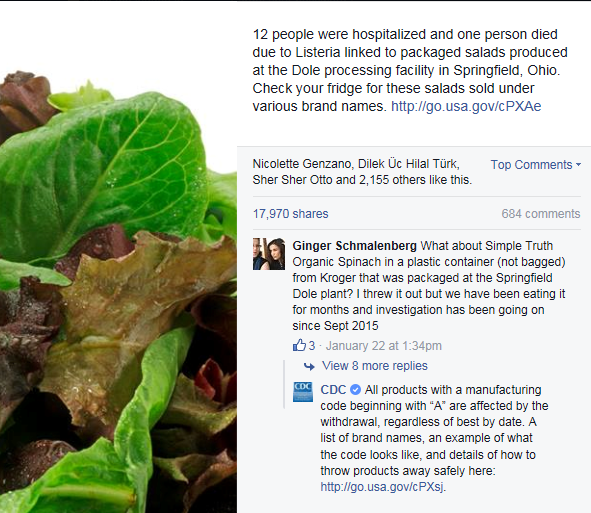 12 people were hospitalized and one person died
due to Listeria linked to packaged salads produced
at the Dole processing facility in Springfield, Ohio.
Check your fridge for these salads sold under
various brand names. http://go.usa.gov/cPXAe
Nicolette Genzano, Dilek Üc Hilal Türk,
Sher Sher Otto and 2,155 others like this.
Top Comments
17,970 shares
684 comments
Ginger Schmalenberg What about Simple Truth
Organic Spinach in a plastic container (not bagged)
from Kroger that was packaged at the Springfield
Dole plant? I threw it out but we have been eating it
for months and investigation has been going on
since Sept 2015
3 · January 22 at 1:34pm
View 8 more replies
CDC
CDC All products with a manufacturing
code beginning with “A” are affected by the
withdrawal, regardless of best by date. A
list of brand names, an example of what
the code looks like, and details of how to
throw products away safely here:
http://go.usa.gov/cPXsj.